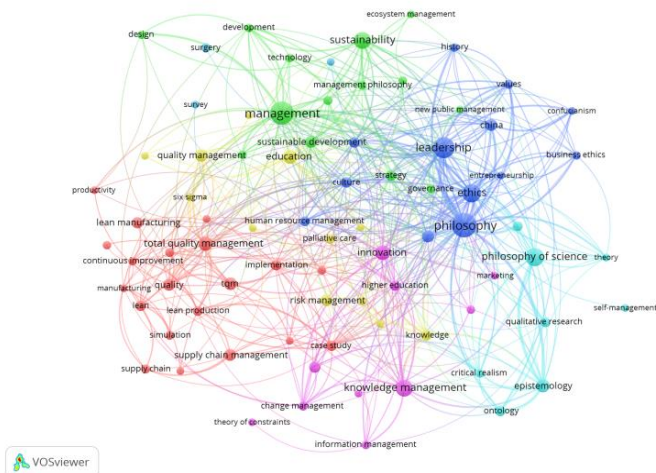 ecosystem management
development
design
sustainability
history
surgery
technology
management philosophy
values
survey
new public management
confucianism
management
china
sustainable development
leadership
quality management
education
business ethics
strategy
entrepreneurship
productivity
culture
governance
ethics
six sigma
lean manufacturing
human resource management
philosophy
palliative care
total quality management
innovation
philosophy of science
theory
continuous improvement
implementation
marketing
manufacturing
quality
tqm
higher education
lean
risk management
self-management
lean production
qualitative research
simulation
knowledge
case study
supply chain management
supply chain
critical realism
knowledge management
epistemology
change management
ontology
theory of constraints
information management
VOSviewer